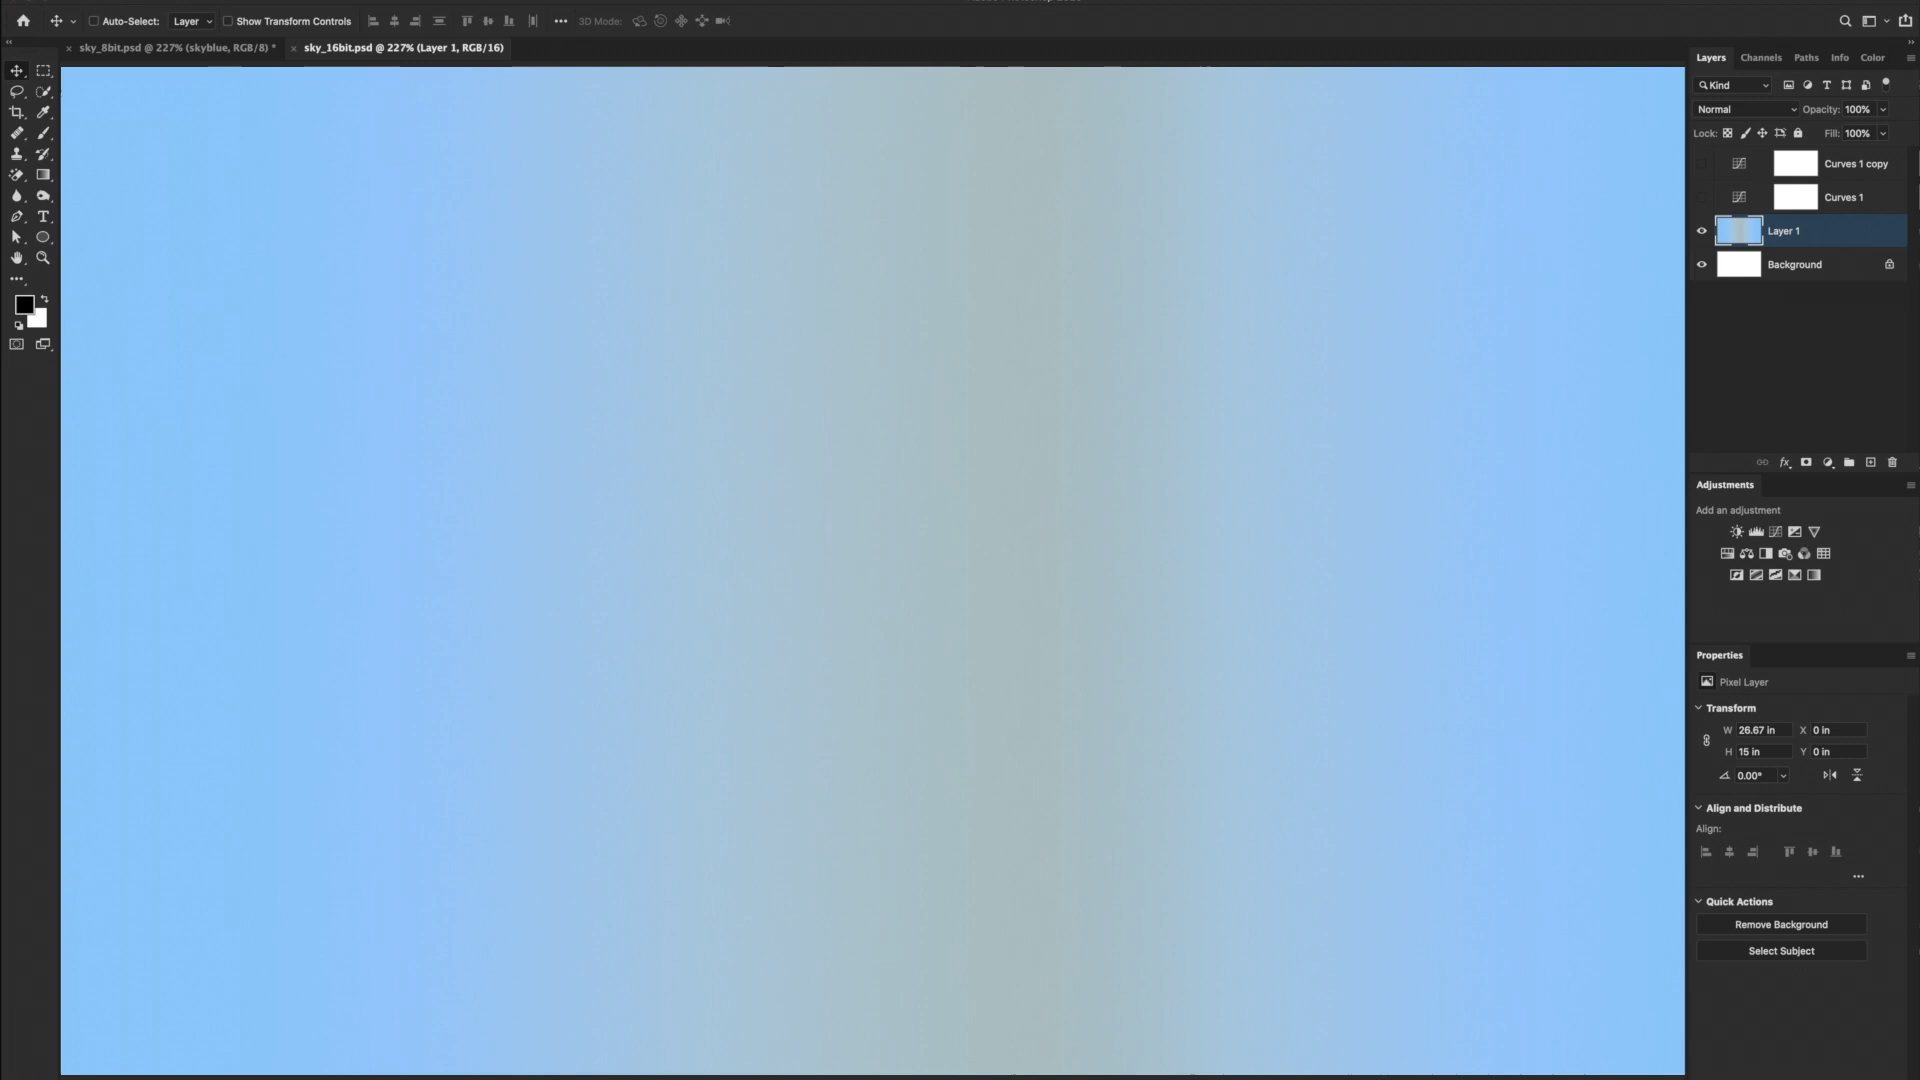 Auto-Select: Layer Show Transform Controls 3D Mode:
sky_8bit.psd @ 227% (skyblue, RGB/8) *
sky_16bit.psd @ 227% (Layer 1, RGB/16)
Layers Channels Paths Info Color
Kind
Normal Opacity: 100%
Lock: Fill: 100%
Curves 1 copy
Curves 1
Layer 1
Background
Adjustments
Add an adjustment
Properties
Pixel Layer
Transform
W 26.67 in X 0 in
H 15 in Y 0 in
0.00°
Align and Distribute
Align:
Quick Actions
Remove Background
Select Subject